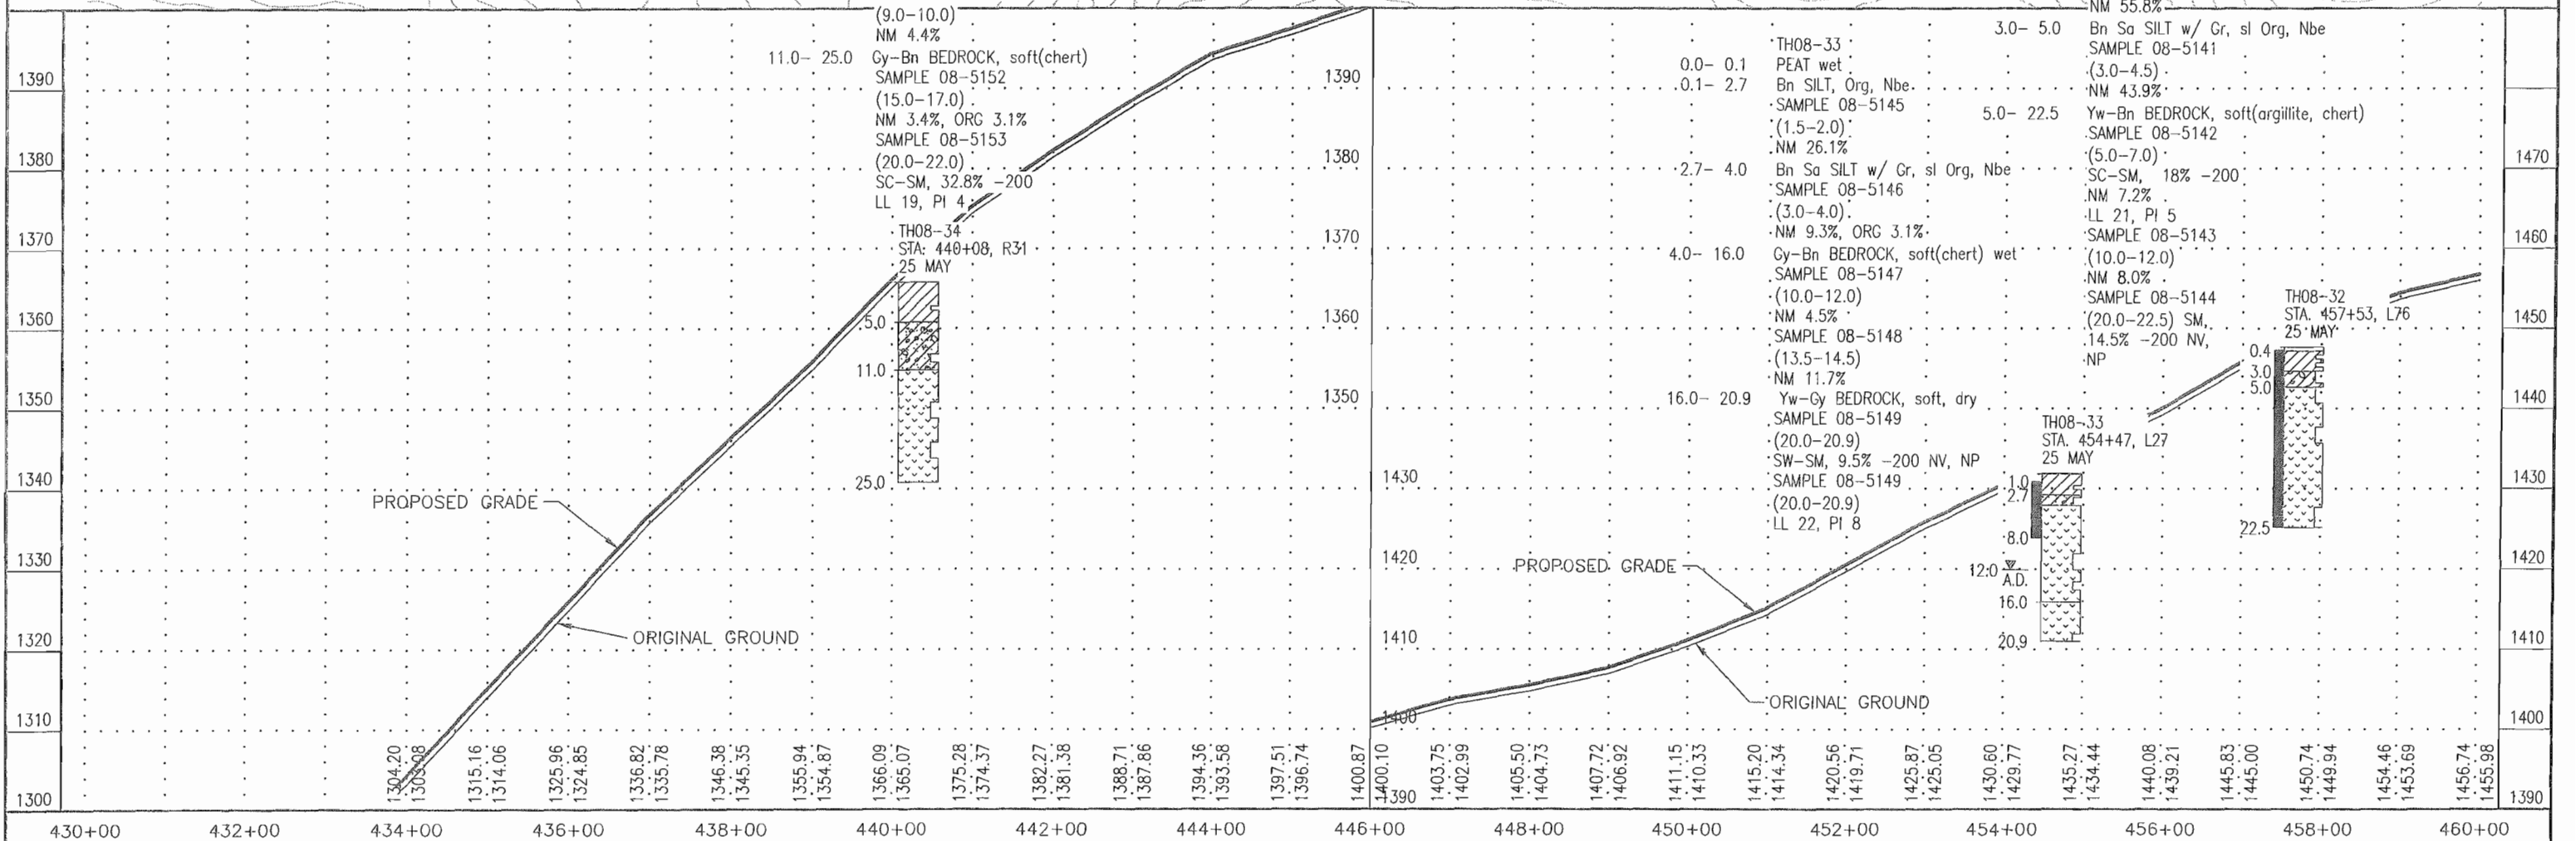 (9.0-10.0)
NM 4.4%
11.0- 25.0 Gy-Bn BEDROCK, soft(chert)
SAMPLE 08-5152
(15.0-17.0)
NM 3.4%, ORG 3.1%
SAMPLE 08-5153
(20.0-22.0)
SC-SM, 32.8% -200
LL 19, PI 4
TH08-34
STA. 440+08, R31
25 MAY
5.0
11.0
25.0
PROPOSED GRADE
ORIGINAL GROUND
1390
1380
1370
1360
1350
1340
1330
1320
1310
1300
1390
1380
1370
1360
1350
1430
1420
1410
1400
1390
TH08-33
0.0- 0.1 PEAT wet
0.1- 2.7 Bn SILT, Org, Nbe
SAMPLE 08-5145
(1.5-2.0)
NM 26.1%
2.7- 4.0 Bn Sa SILT w/ Gr, sl Org, Nbe
SAMPLE 08-5146
(3.0-4.0)
NM 9.3%, ORG 3.1%
4.0- 16.0 Gy-Bn BEDROCK, soft(chert) wet
SAMPLE 08-5147
(10.0-12.0)
NM 4.5%
SAMPLE 08-5148
(13.5-14.5)
NM 11.7%
16.0- 20.9 Yw-Gy BEDROCK, soft, dry
SAMPLE 08-5149
(20.0-20.9)
SW-SM, 9.5% -200 NV, NP
SAMPLE 08-5149
(20.0-20.9)
LL 22, PI 8
NM 55.8%
3.0- 5.0 Bn Sa SILT w/ Gr, sl Org, Nbe
SAMPLE 08-5141
(3.0-4.5)
NM 43.9%
5.0- 22.5 Yw-Bn BEDROCK, soft(argillite, chert)
SAMPLE 08-5142
(5.0-7.0)
SC-SM, 18% -200
NM 7.2%
LL 21, PI 5
SAMPLE 08-5143
(10.0-12.0)
NM 8.0%
SAMPLE 08-5144
(20.0-22.5) SM,
14.5% -200 NV,
NP
TH08-33
STA. 454+47, L27
25 MAY
1.0
2.7
8.0
12.0
A.D.
16.0
20.9
TH08-32
STA. 457+53, L76
25 MAY
0.4
3.0
5.0
22.5
PROPOSED GRADE
ORIGINAL GROUND
1470
1460
1450
1440
1430
1420
1410
1400
1390
1304.20
1303.08
1315.16
1314.06
1325.96
1324.85
1336.82
1335.78
1346.38
1345.35
1355.94
1354.87
1366.09
1365.07
1375.28
1374.37
1382.27
1381.38
1388.71
1387.86
1394.36
1393.58
1397.51
1396.74
1400.87
1400.10
1403.75
1402.99
1405.50
1404.73
1407.72
1406.92
1411.15
1410.33
1415.20
1414.34
1420.56
1419.71
1425.87
1425.05
1430.60
1429.77
1435.27
1434.44
1440.08
1439.21
1445.83
1445.00
1450.74
1449.94
1454.46
1453.69
1456.74
1455.98
430+00 432+00 434+00 436+00 438+00 440+00 442+00 444+00 446+00 448+00 450+00 452+00 454+00 456+00 458+00 460+00